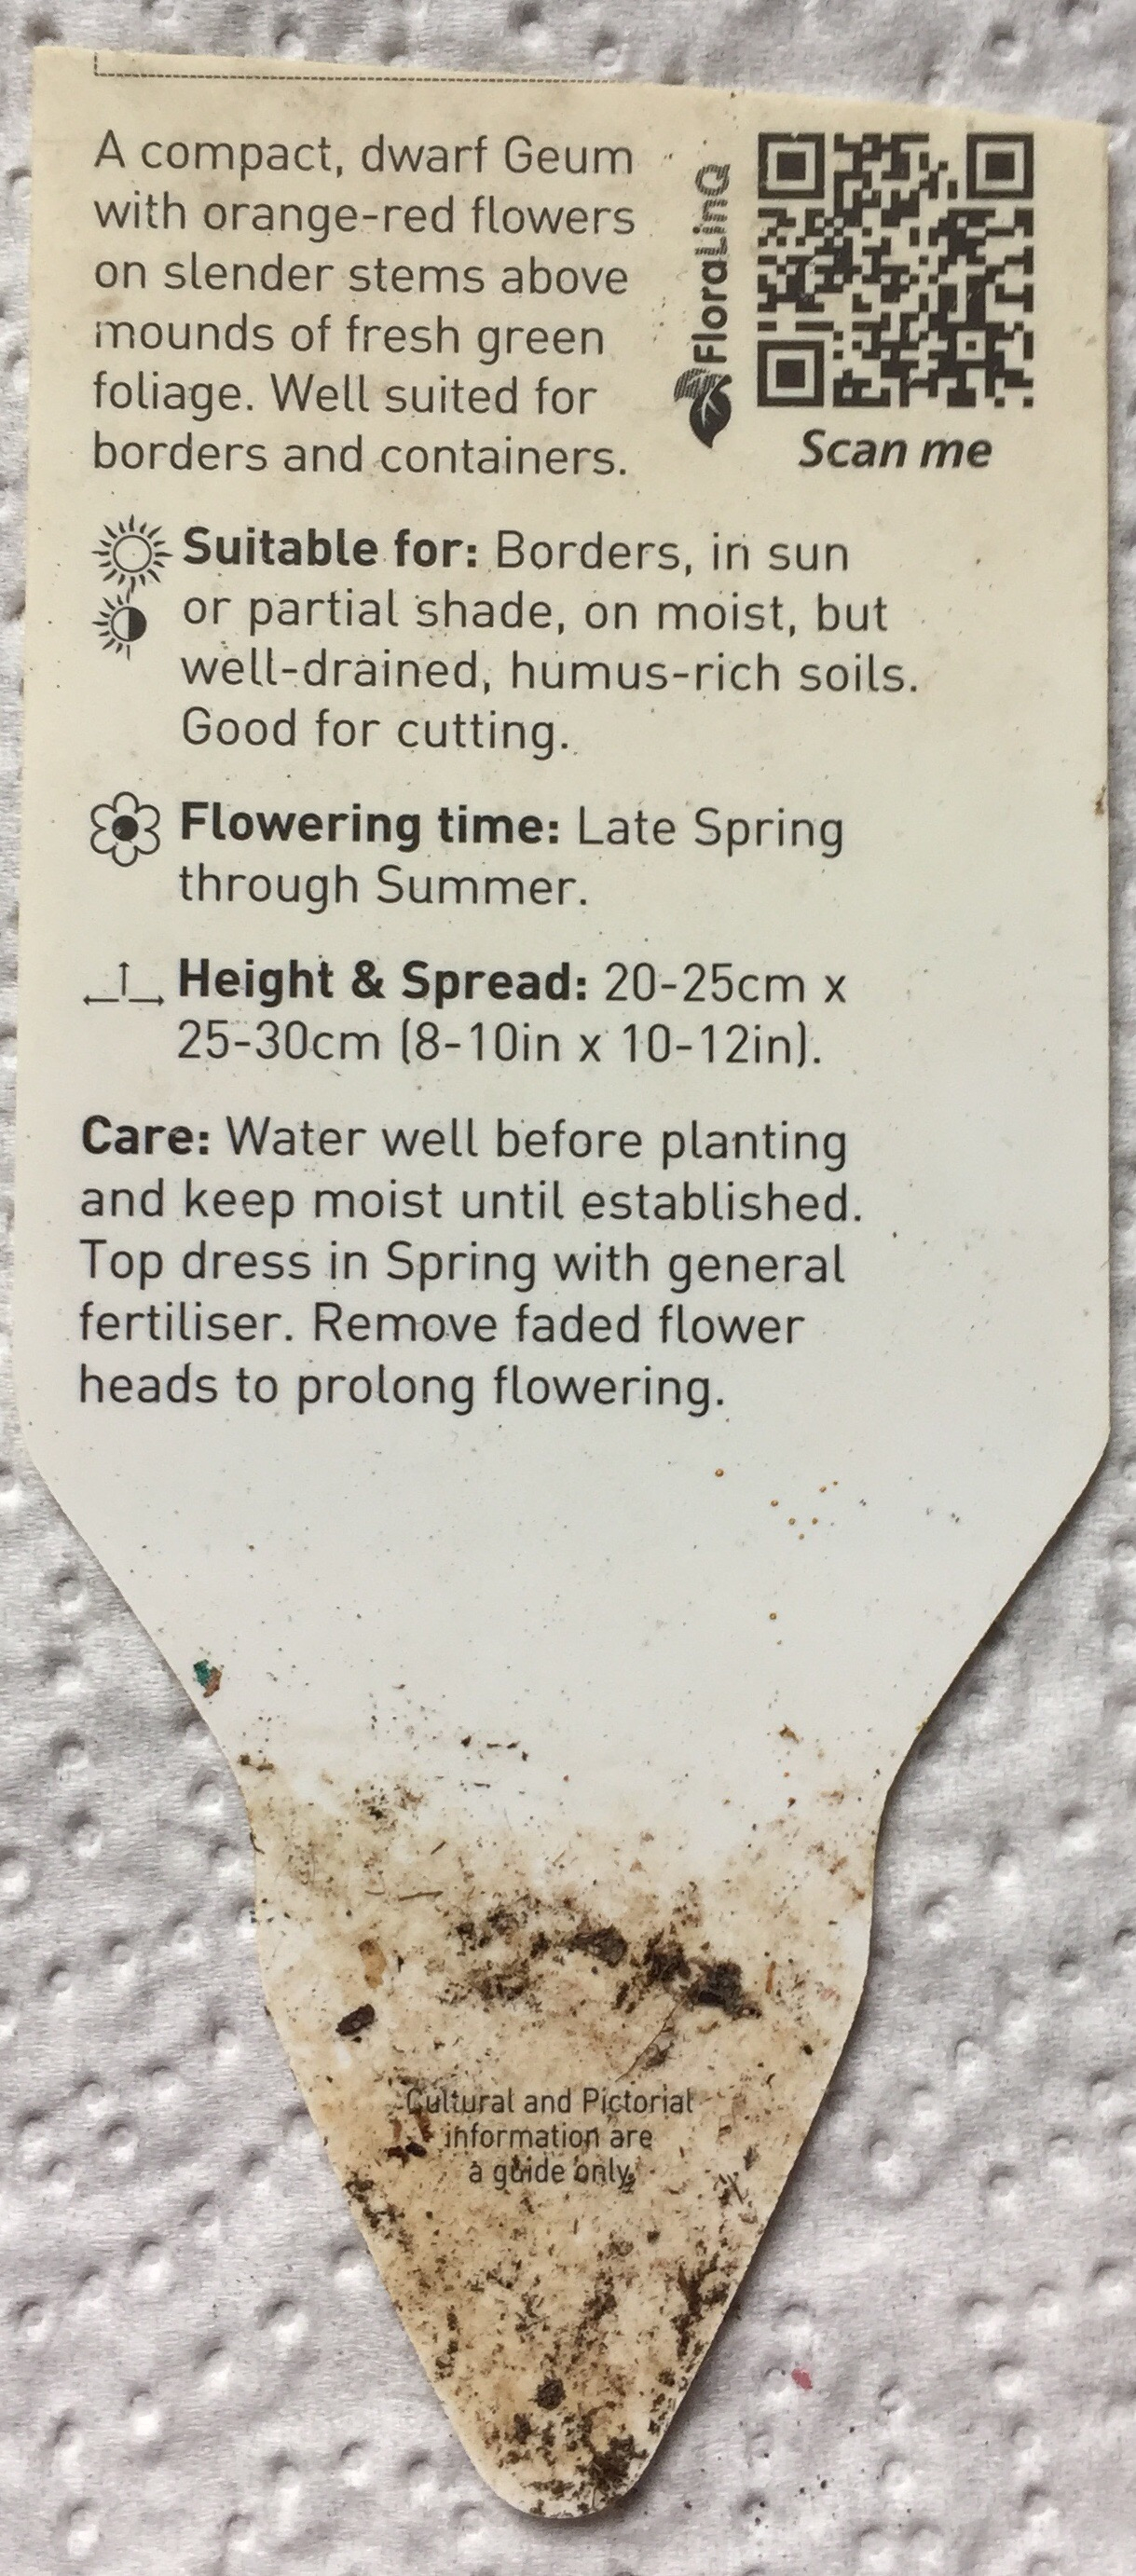 A compact, dwarf Geum
with orange-red flowers
on slender stems above
mounds of fresh green
foliage. Well suited for
borders and containers.
FloraLinQ
Scan me
Suitable for: Borders, in sun
or partial shade, on moist, but
well-drained, humus-rich soils.
Good for cutting.
Flowering time: Late Spring
through Summer.
Height & Spread: 20-25cm x
25-30cm (8-10in x 10-12in).
Care: Water well before planting
and keep moist until established.
Top dress in Spring with general
fertiliser. Remove faded flower
heads to prolong flowering.
Cultural and Pictorial
information are
a guide only.